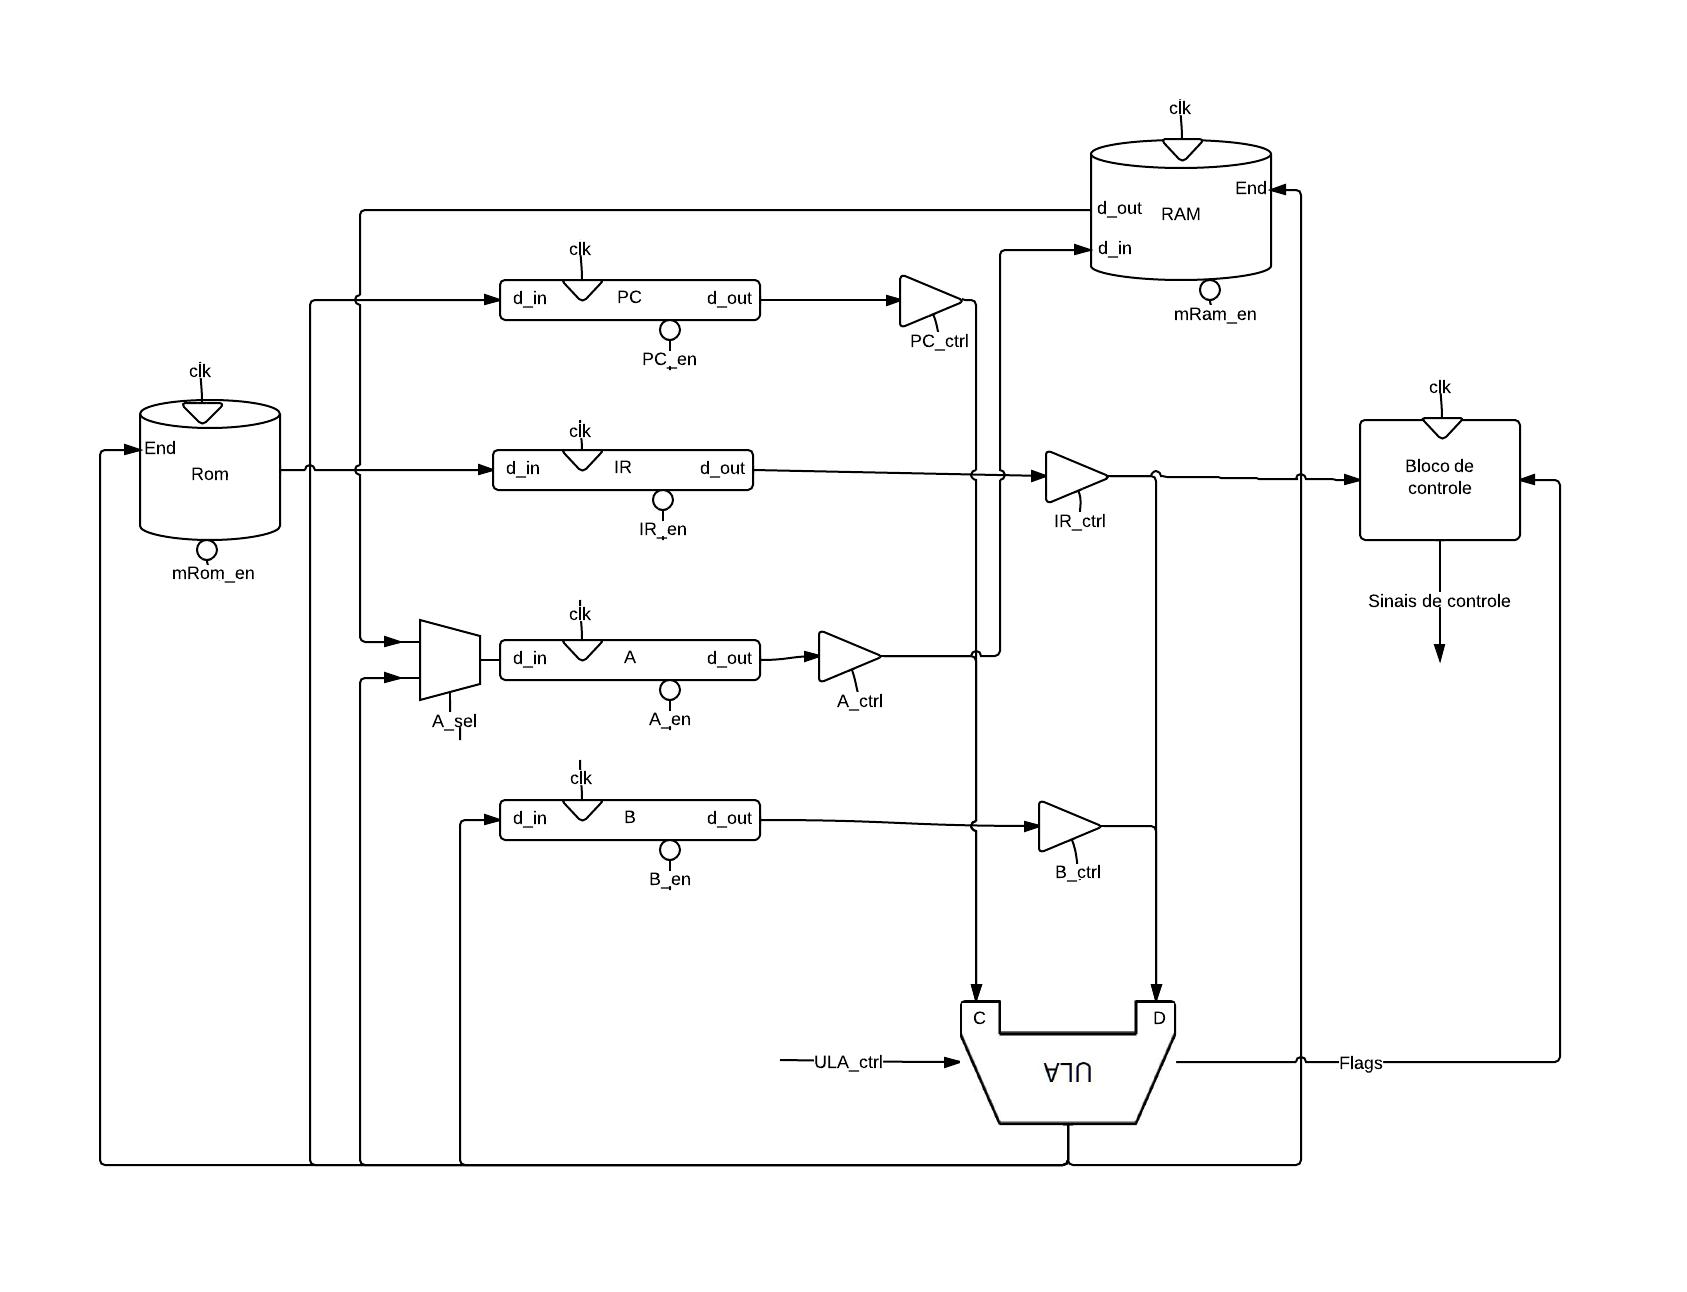 clk
End
d_out
RAM
d_in
mRam_en
clk
d_in
PC
d_out
PC_en
PC_ctrl
clk
End
Rom
mRom_en
clk
d_in
IR
d_out
IR_en
IR_ctrl
clk
Bloco de
controle
Sinais de controle
clk
d_in
A
d_out
A_en
A_sel
A_ctrl
clk
d_in
B
d_out
B_en
B_ctrl
C
D
ULA_ctrl
ULA
Flags